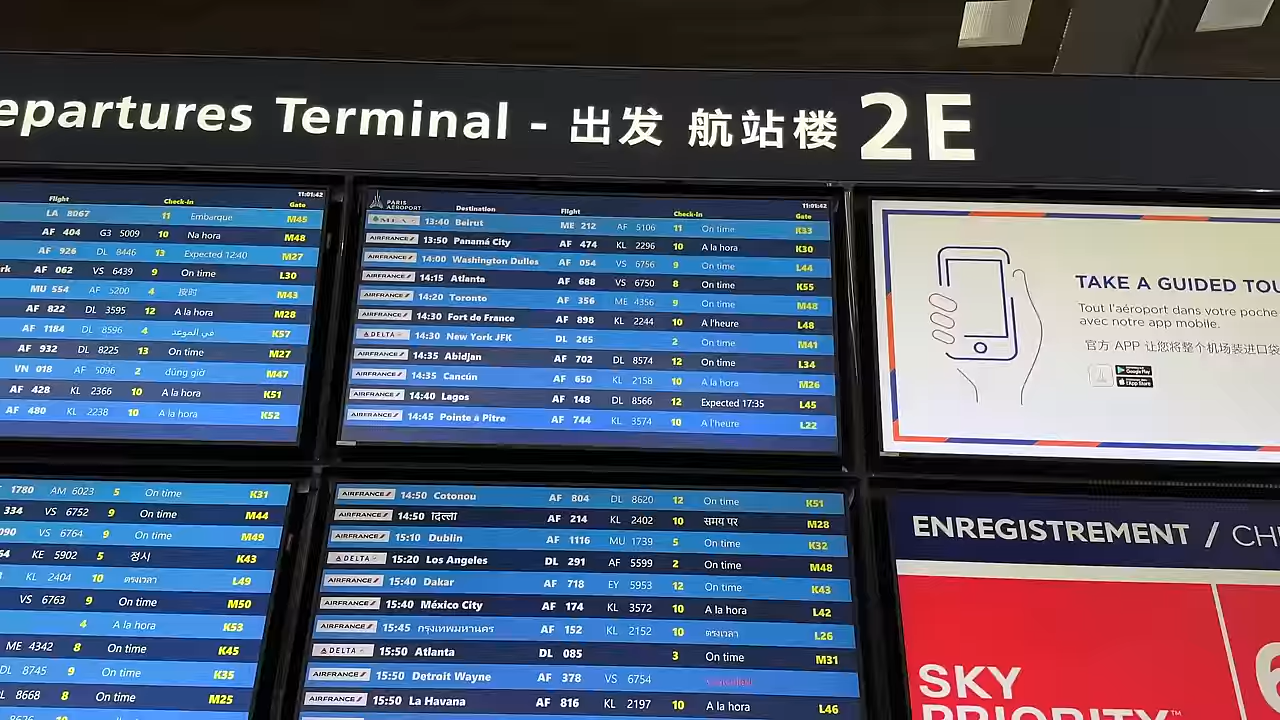 epartures Terminal - 出发 航站楼 2E
Flight Check-in 11:01:42 Gate
LA 8067 11 Embarque M45
AF 404 G3 5009 10 Na hora M48
AF 926 DL 8446 13 Expected 12:40 M27
rk AF 062 VS 6439 9 On time L30
MU 554 AF 5200 4 按时 M43
AF 822 DL 3595 12 A la hora M28
AF 1184 DL 8596 4 في الموعد K57
AF 932 DL 8225 13 On time M27
VN 018 AF 5096 2 đúng giờ M47
AF 428 KL 2366 10 A la hora K51
AF 480 KL 2238 10 A la hora K52
PARIS AEROPORT Destination Flight Check-in 11:01:42 Gate
MEA 13:40 Beirut ME 212 AF 5106 11 On time K33
AIRFRANCE 13:50 Panamá City AF 474 KL 2296 10 A la hora K30
AIRFRANCE 14:00 Washington Dulles AF 054 VS 6756 9 On time L44
AIRFRANCE 14:15 Atlanta AF 688 VS 6750 8 On time K55
AIRFRANCE 14:20 Toronto AF 356 ME 4356 9 On time M48
AIRFRANCE 14:30 Fort de France AF 898 KL 2244 10 A l'heure L48
DELTA 14:30 New York JFK DL 265 2 On time M41
AIRFRANCE 14:35 Abidjan AF 702 DL 8574 12 On time L34
AIRFRANCE 14:35 Cancún AF 650 KL 2158 10 A la hora M26
AIRFRANCE 14:40 Lagos AF 148 DL 8566 12 Expected 17:35 L45
AIRFRANCE 14:45 Pointe à Pitre AF 744 KL 3574 10 A l'heure L22
TAKE A GUIDED TOU
Tout l'aéroport dans votre poche
avec notre app mobile.
官方 APP 让您将整个机场装进口袋
Google Play
App Store
1780 AM 6023 5 On time K31
334 VS 6752 9 On time M44
090 VS 6764 9 On time M49
64 KE 5902 5 정시 K43
KL 2404 10 ตรงเวลา L49
VS 6763 9 On time M50
4 A la hora K53
ME 4342 8 On time K45
DL 8745 9 On time K35
L 8668 8 On time M25
AIRFRANCE 14:50 Cotonou AF 804 DL 8620 12 On time K51
AIRFRANCE 14:50 दिल्ली AF 214 KL 2402 10 समय पर M28
AIRFRANCE 15:10 Dublin AF 1116 MU 1739 5 On time K32
DELTA 15:20 Los Angeles DL 291 AF 5599 2 On time M48
AIRFRANCE 15:40 Dakar AF 718 EY 5953 12 On time K43
AIRFRANCE 15:40 México City AF 174 KL 3572 10 A la hora L42
AIRFRANCE 15:45 กรุงเทพมหานคร AF 152 KL 2152 10 ตรงเวลา L26
DELTA 15:50 Atlanta DL 085 3 On time M31
AIRFRANCE 15:50 Detroit Wayne AF 378 VS 6754
AIRFRANCE 15:50 La Havana AF 816 KL 2197 10 A la hora L46
ENREGISTREMENT / CH
SKY
PRIORITY™
6